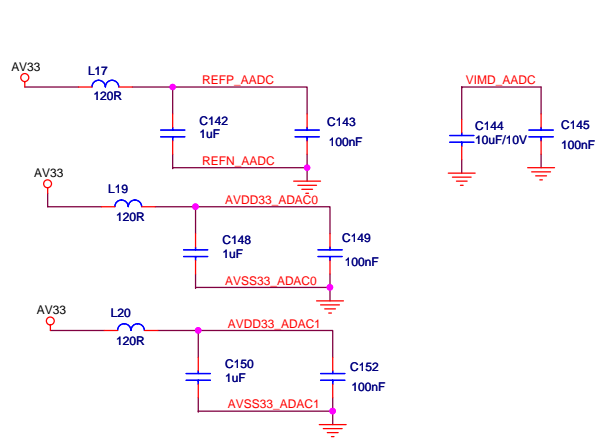 AV33
L17
120R
REFP_AADC
C142
1uF
C143
100nF
REFN_AADC
VIMD_AADC
C144
10uF/10V
C145
100nF
AV33
L19
120R
AVDD33_ADAC0
C148
1uF
C149
100nF
AVSS33_ADAC0
AV33
L20
120R
AVDD33_ADAC1
C150
1uF
C152
100nF
AVSS33_ADAC1